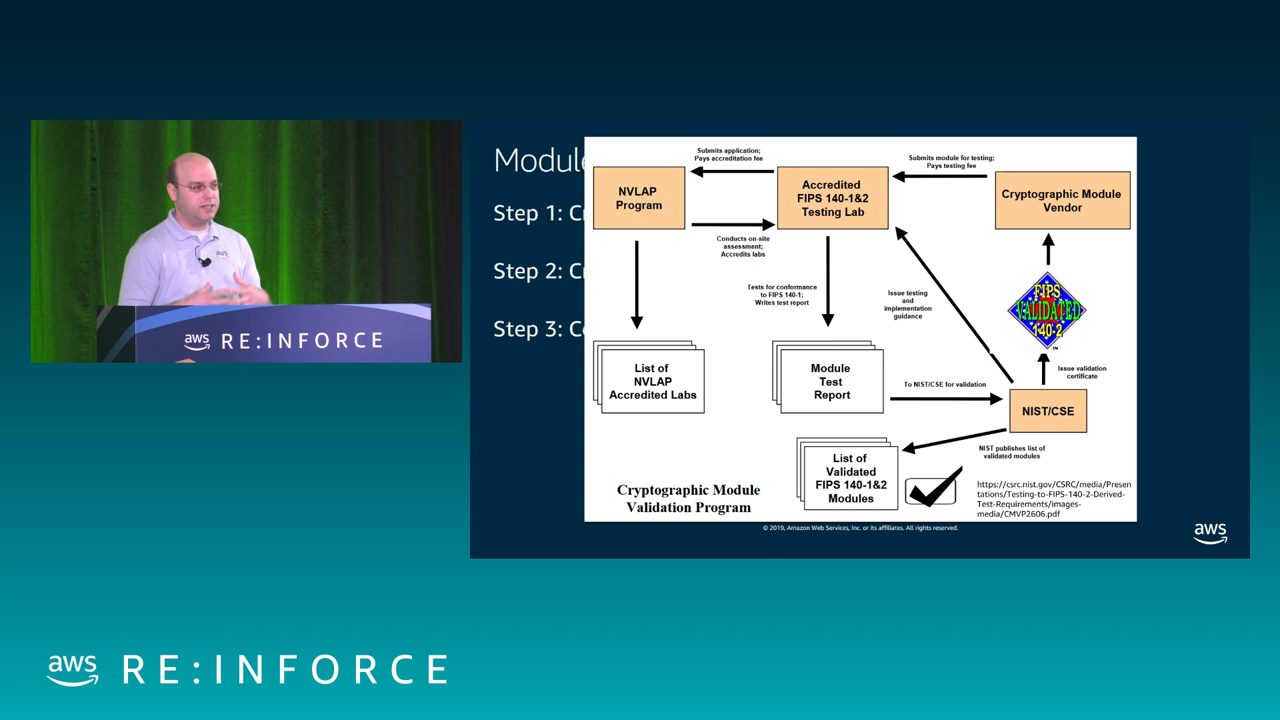 aws
aws RE:INFORCE
Module
Step 1: Cr
Step 2: Cr
Step 3: Co
Submits application;
Pays accreditation fee
Submits module for testing;
Pays testing fee
NVLAP
Program
Accredited
FIPS 140-1&2
Testing Lab
Cryptographic Module
Vendor
Conducts on-site
assessment;
Accredits labs
Tests for conformance
to FIPS 140-1;
Writes test report
Issue testing
and
implementation
guidance
FIPS
VALIDATED
140-2
TM
Issue validation
certificate
List of
NVLAP
Accredited Labs
Module
Test
Report
To NIST/CSE for validation
NIST/CSE
NIST publishes list of
validated modules
List of
Validated
FIPS 140-1&2
Modules
Cryptographic Module
Validation Program
https://csrc.nist.gov/CSRC/media/Presen
tations/Testing-to-FIPS-140-2-Derived-
Test-Requirements/images-
media/CMVP2606.pdf
© 2019, Amazon Web Services, Inc. or its affiliates. All rights reserved.
aws
aws RE:INFORCE